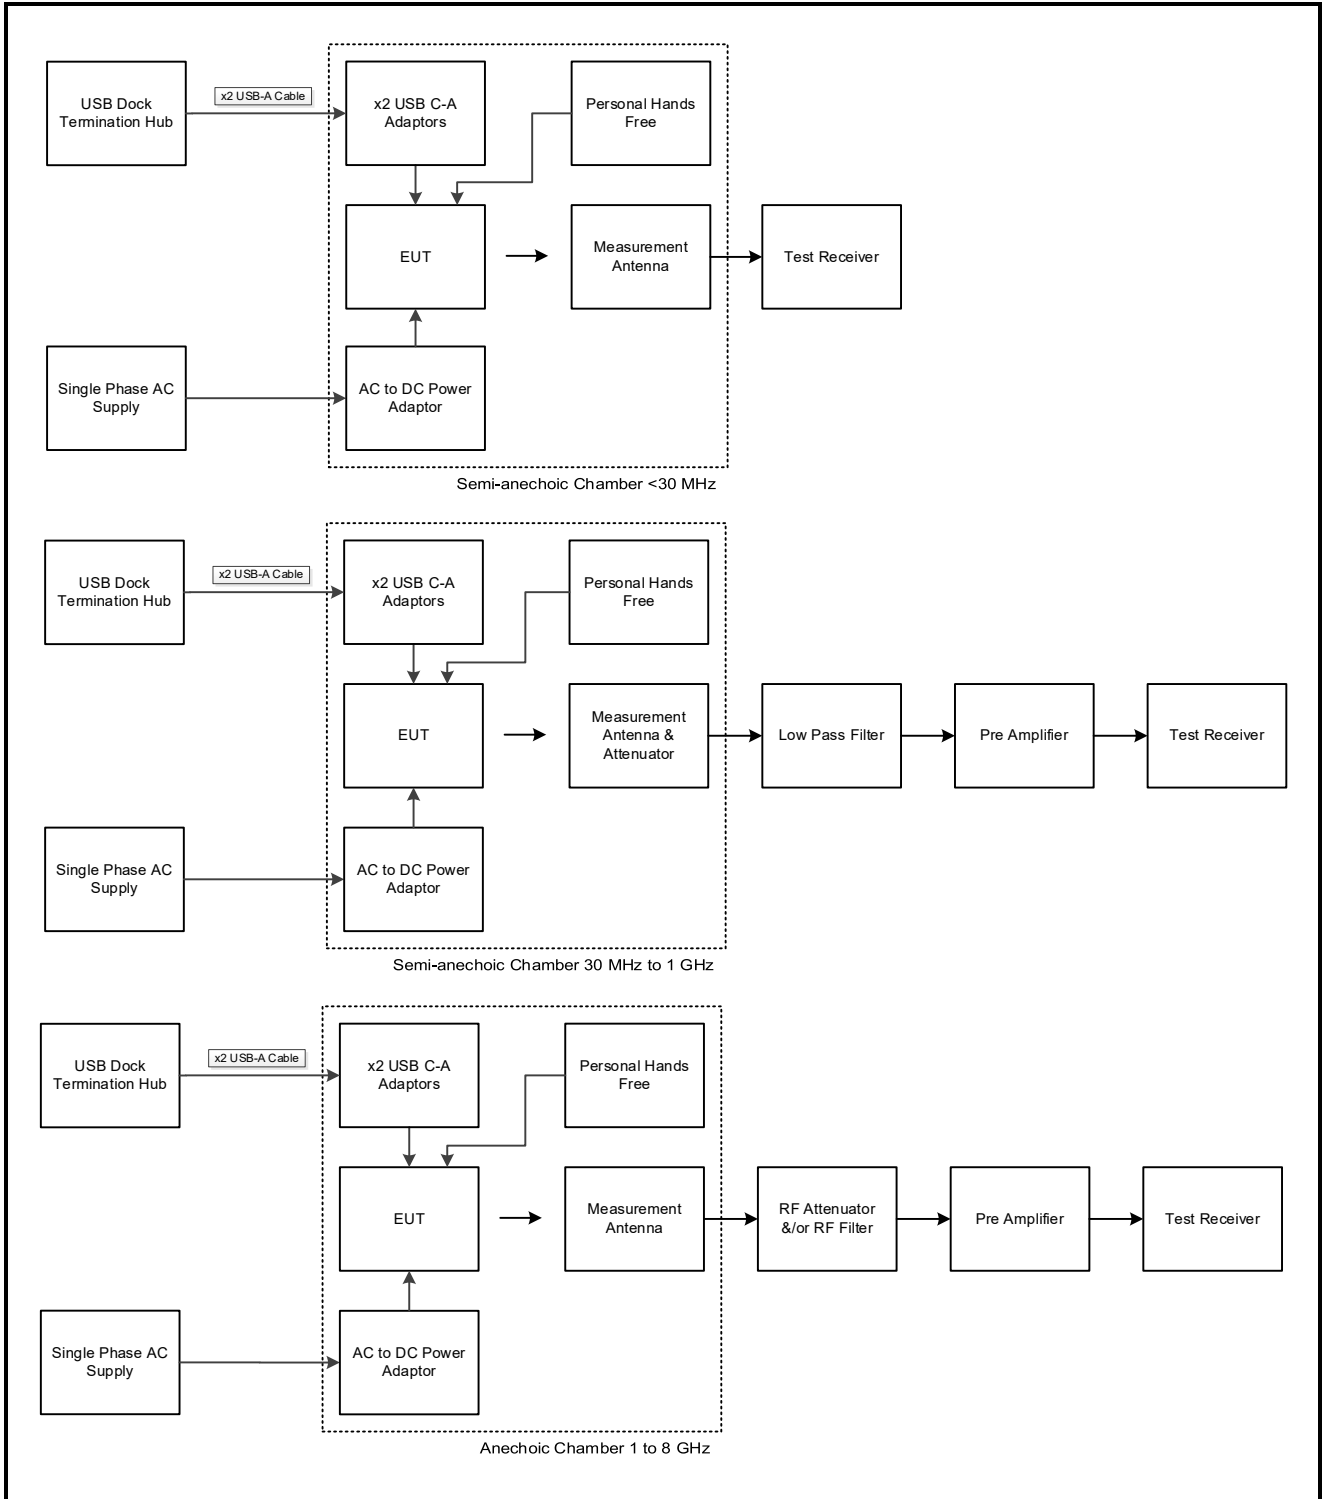 USB Dock
Termination Hub
x2 USB-A Cable
x2 USB C-A
Adaptors
Personal Hands
Free
EUT
Measurement
Antenna
Test Receiver
Single Phase AC
Supply
AC to DC Power
Adaptor
Semi-anechoic Chamber <30 MHz
USB Dock
Termination Hub
x2 USB-A Cable
x2 USB C-A
Adaptors
Personal Hands
Free
EUT
Measurement
Antenna &
Attenuator
Low Pass Filter
Pre Amplifier
Test Receiver
Single Phase AC
Supply
AC to DC Power
Adaptor
Semi-anechoic Chamber 30 MHz to 1 GHz
USB Dock
Termination Hub
x2 USB-A Cable
x2 USB C-A
Adaptors
Personal Hands
Free
EUT
Measurement
Antenna
RF Attenuator
&/or RF Filter
Pre Amplifier
Test Receiver
Single Phase AC
Supply
AC to DC Power
Adaptor
Anechoic Chamber 1 to 8 GHz